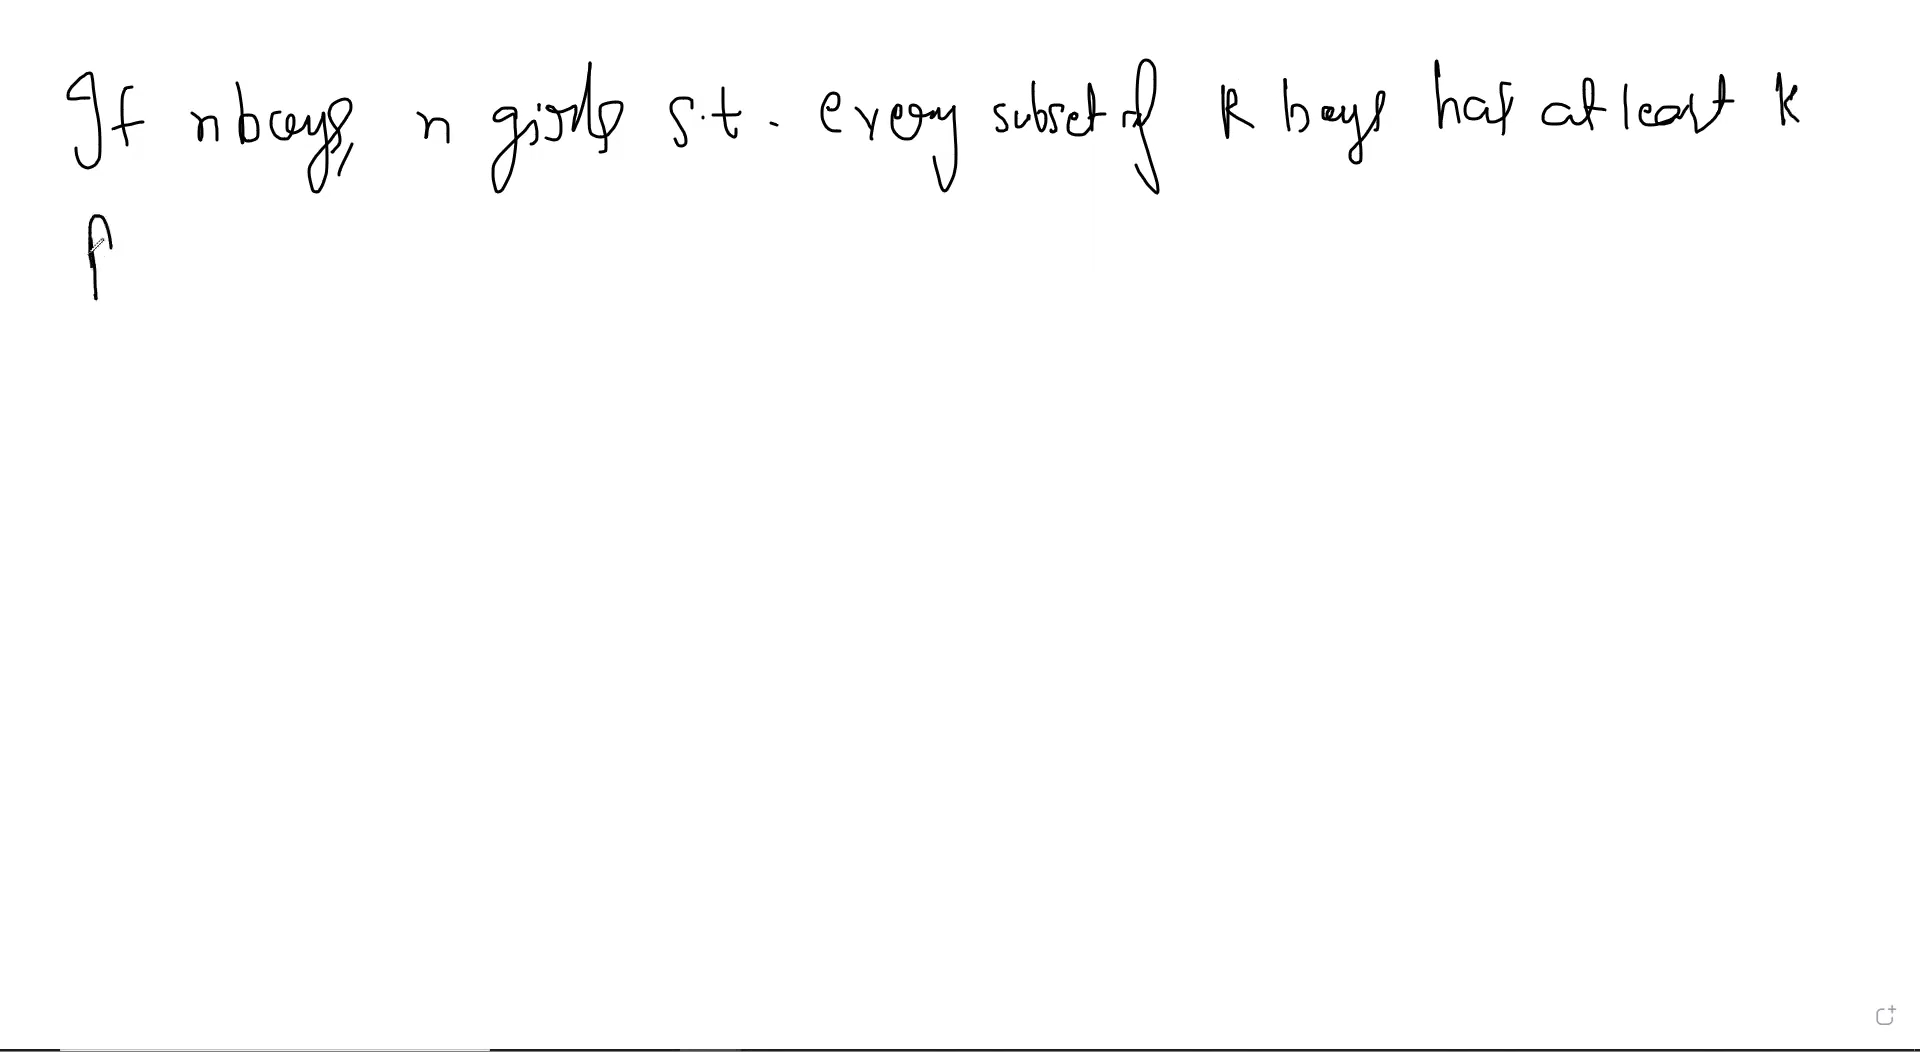 If n boys, n girls s.t. every subset of k boys has at least k